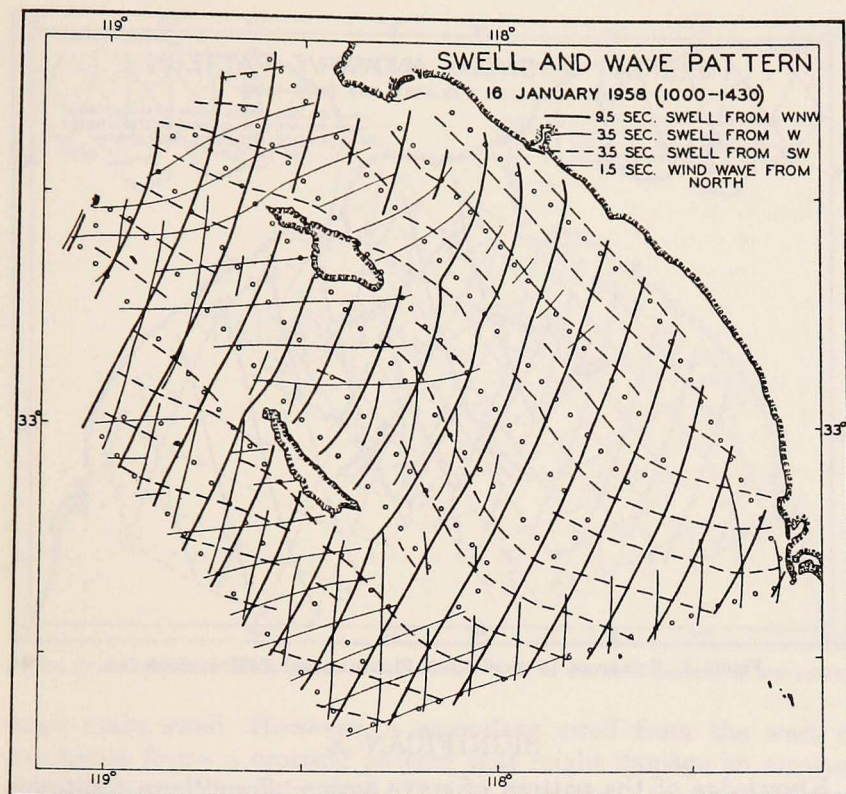 119°
118°
SWELL AND WAVE PATTERN
16 JANUARY 1958 (1000-1430)
9.5 SEC. SWELL FROM WNW
3.5 SEC. SWELL FROM W
3.5 SEC. SWELL FROM SW
1.5 SEC. WIND WAVE FROM
NORTH
33°
33°
119°
118°